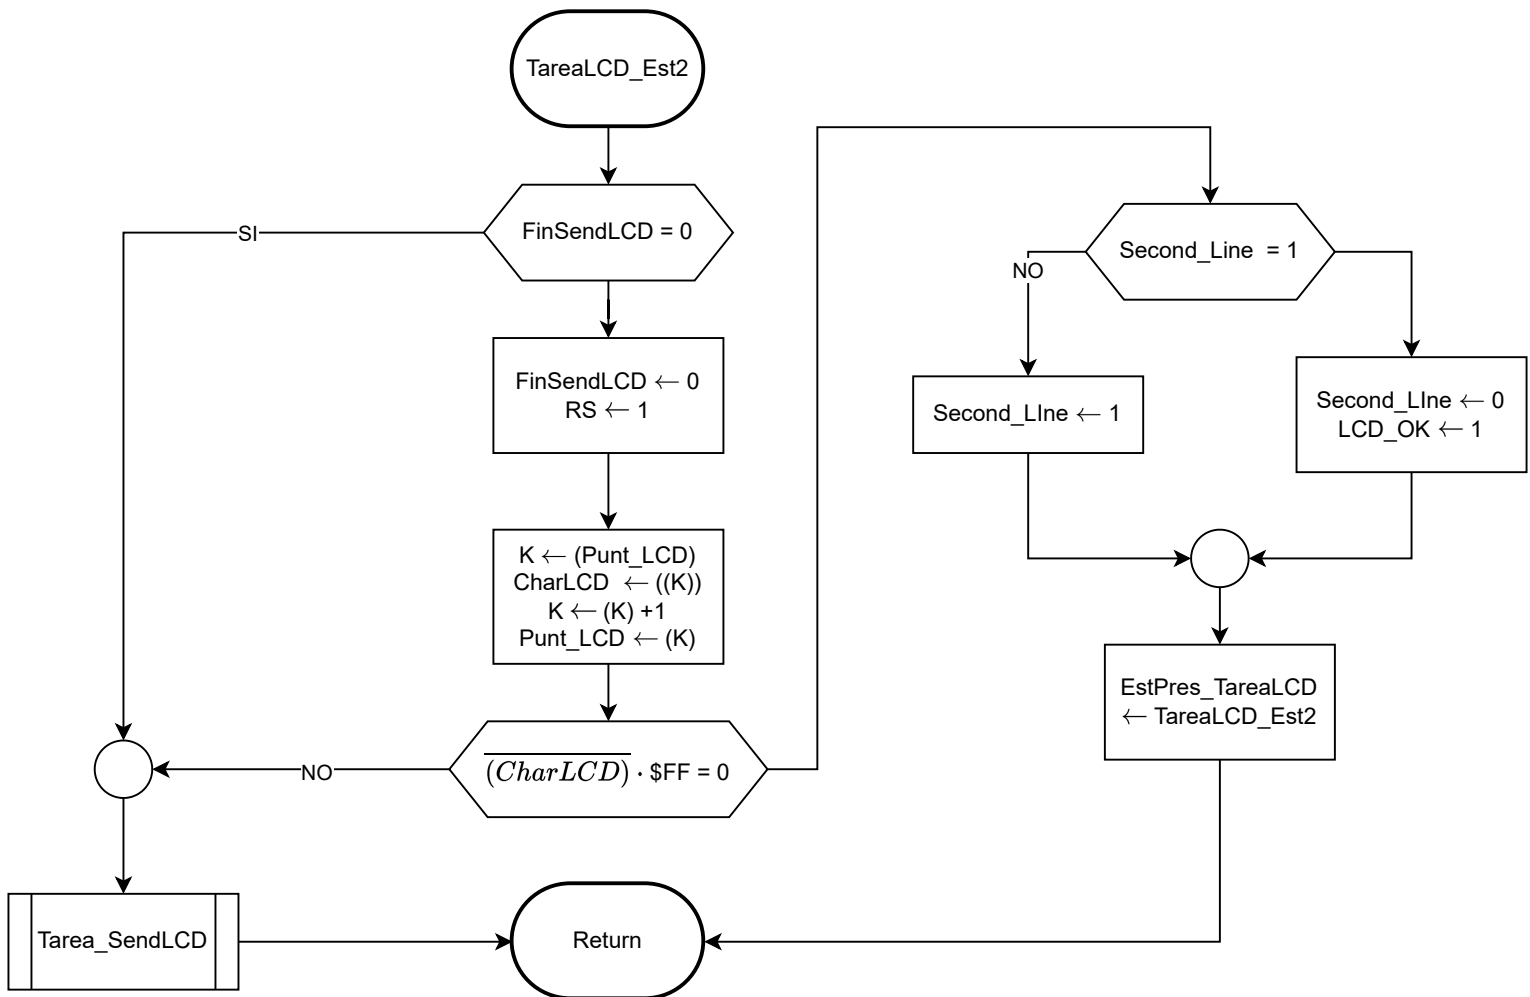 TareaLCD_Est2
FinSendLCD = 0
SI
FinSendLCD ← 0
RS ← 1
K ← (Punt_LCD)
CharLCD ← ((K))
K ← (K) +1
Punt_LCD ← (K)
$\overline{(CharLCD)}$ · $FF = 0
NO
Tarea_SendLCD
Return
Second_Line = 1
NO
Second_LIne ← 1
Second_LIne ← 0
LCD_OK ← 1
EstPres_TareaLCD
← TareaLCD_Est2